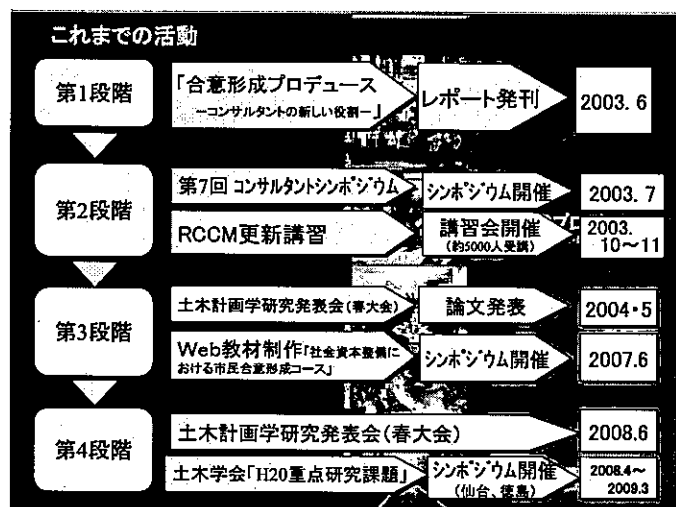 これまでの活動
第1段階
「合意形成プロデュース
ーコンサルタントの新しい役割ー」
レポート発刊
2003. 6
第2段階
第7回 コンサルタントシンポジウム
シンポジウム開催
2003. 7
RCCM更新講習
講習会開催
(約5000人受講)
2003.
10〜11
第3段階
土木計画学研究発表会(春大会)
論文発表
2004・5
Web教材制作「社会資本整備に
おける市民合意形成コース」
シンポジウム開催
2007.6
第4段階
土木計画学研究発表会(春大会)
2008.6
土木学会「H20重点研究課題」
シンポジウム開催
(仙台、徳島)
2008.4〜
2009.3